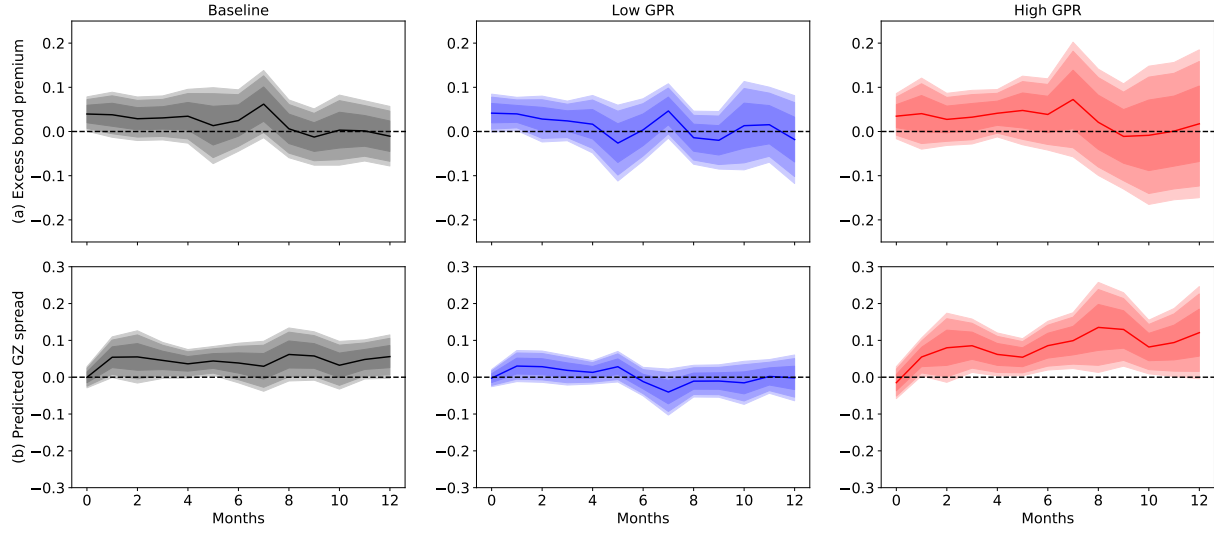 Baseline Low GPR High GPR
(a) Excess bond premium
0.2 0.2 0.2
0.1 0.1 0.1
0.0 0.0 0.0
−0.1 −0.1 −0.1
−0.2 −0.2 −0.2
(b) Predicted GZ spread
0.3 0.3 0.3
0.2 0.2 0.2
0.1 0.1 0.1
0.0 0.0 0.0
−0.1 −0.1 −0.1
−0.2 −0.2 −0.2
−0.3 −0.3 −0.3
0 2 4 6 8 10 12 0 2 4 6 8 10 12 0 2 4 6 8 10 12
Months Months Months